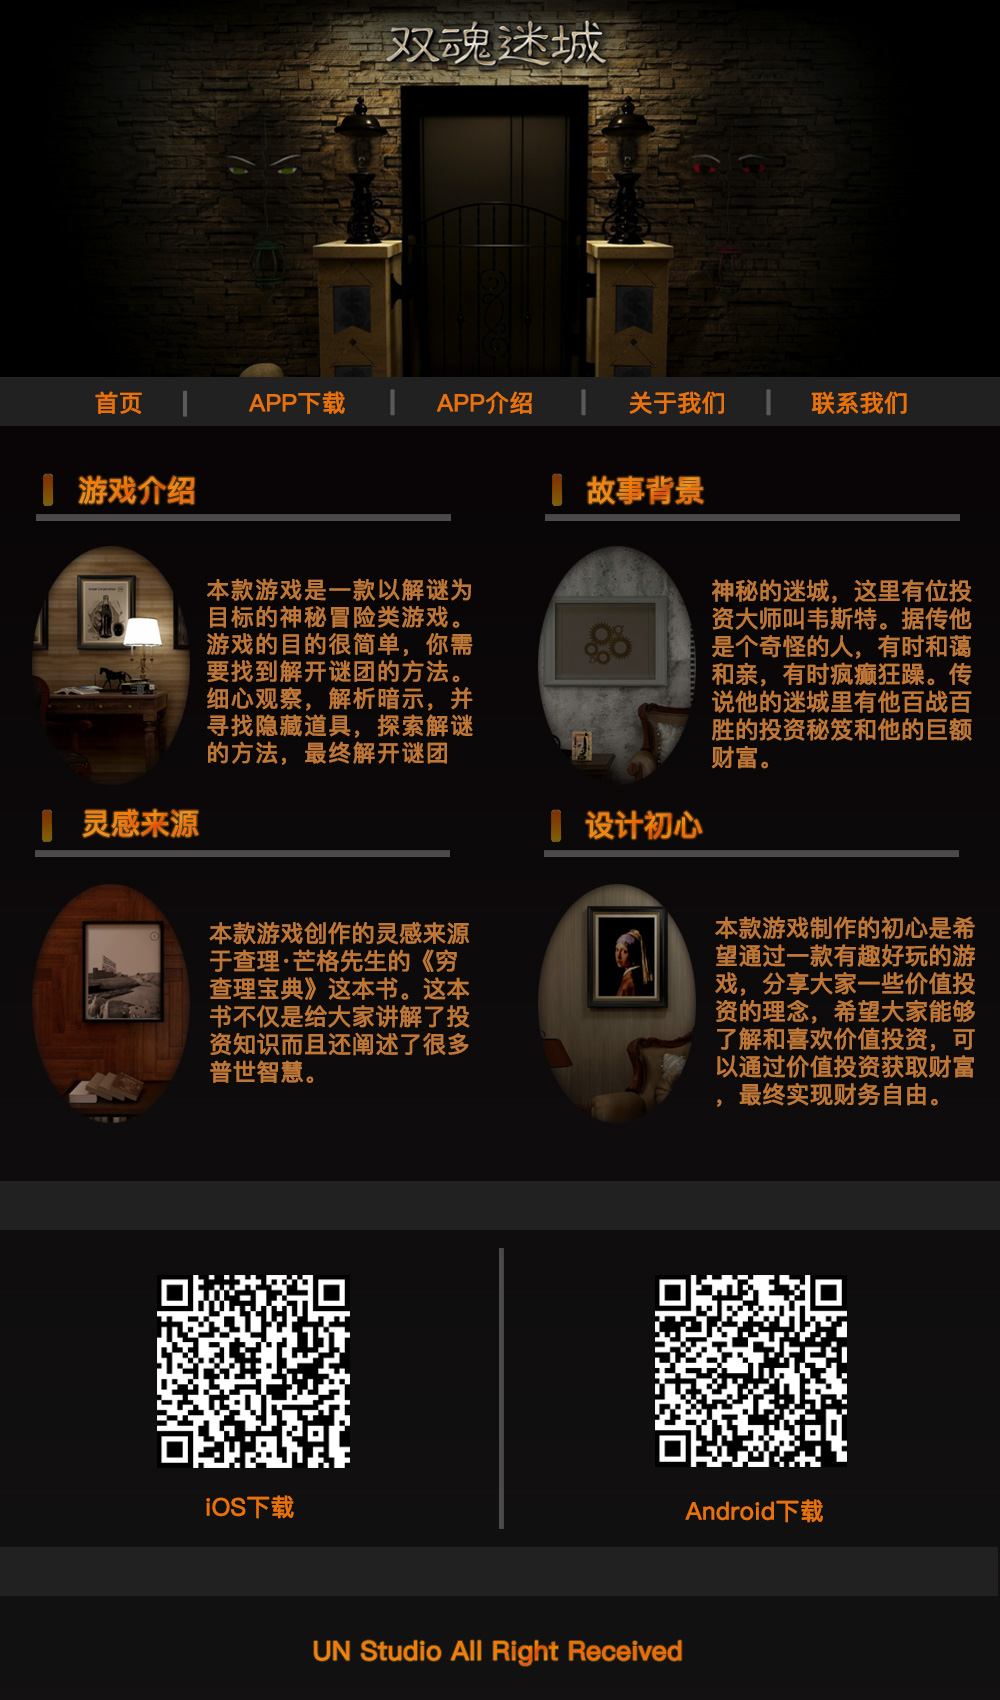 双魂迷城
首页
APP下载
APP介绍
关于我们
联系我们
游戏介绍
本款游戏是一款以解谜为
目标的神秘冒险类游戏。
游戏的目的很简单，你需
要找到解开谜团的方法。
细心观察，解析暗示，并
寻找隐藏道具，探索解谜
的方法，最终解开谜团
故事背景
神秘的迷城，这里有位投
资大师叫韦斯特。据传他
是个奇怪的人，有时和蔼
和亲，有时疯癫狂躁。传
说他的迷城里有他百战百
胜的投资秘笈和他的巨额
财富。
灵感来源
本款游戏创作的灵感来源
于查理·芒格先生的《穷
查理宝典》这本书。这本
书不仅是给大家讲解了投
资知识而且还阐述了很多
普世智慧。
设计初心
本款游戏制作的初心是希
望通过一款有趣好玩的游
戏，分享大家一些价值投
资的理念，希望大家能够
了解和喜欢价值投资，可
以通过价值投资获取财富
，最终实现财务自由。
iOS下载
Android下载
UN Studio All Right Received